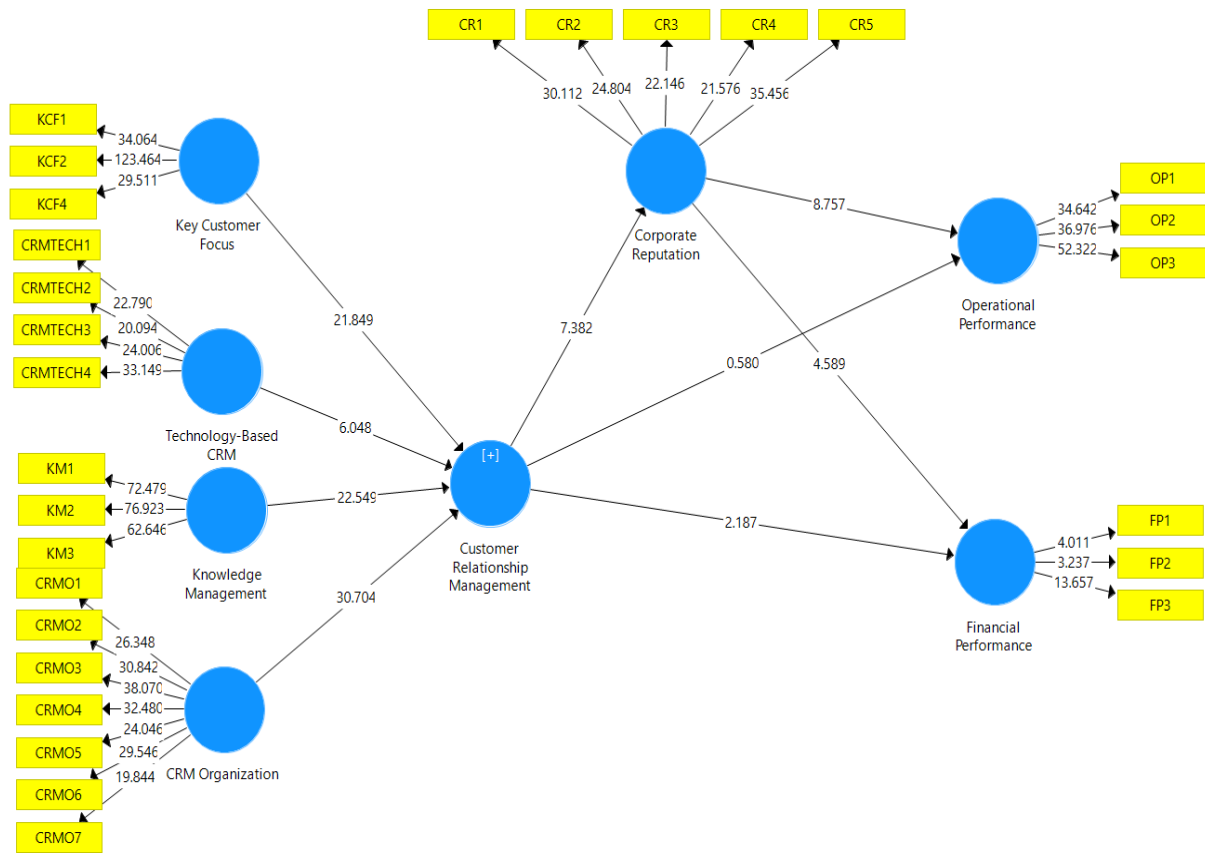 CR1
CR2
CR3
CR4
CR5
30.112
24.804
22.146
21.576
35.456
KCF1
KCF2
KCF4
34.064
123.464
29.511
Key Customer
Focus
CRMTECH1
CRMTECH2
CRMTECH3
CRMTECH4
22.790
20.094
24.006
33.149
Technology-Based
CRM
KM1
KM2
KM3
72.479
76.923
62.646
Knowledge
Management
CRMO1
CRMO2
CRMO3
CRMO4
CRMO5
CRMO6
CRMO7
26.348
30.842
38.070
32.480
24.046
29.546
19.844
CRM Organization
21.849
6.048
22.549
30.704
[+]
Customer
Relationship
Management
7.382
0.580
2.187
Corporate
Reputation
8.757
4.589
Operational
Performance
34.642
36.976
52.322
OP1
OP2
OP3
Financial
Performance
4.011
3.237
13.657
FP1
FP2
FP3